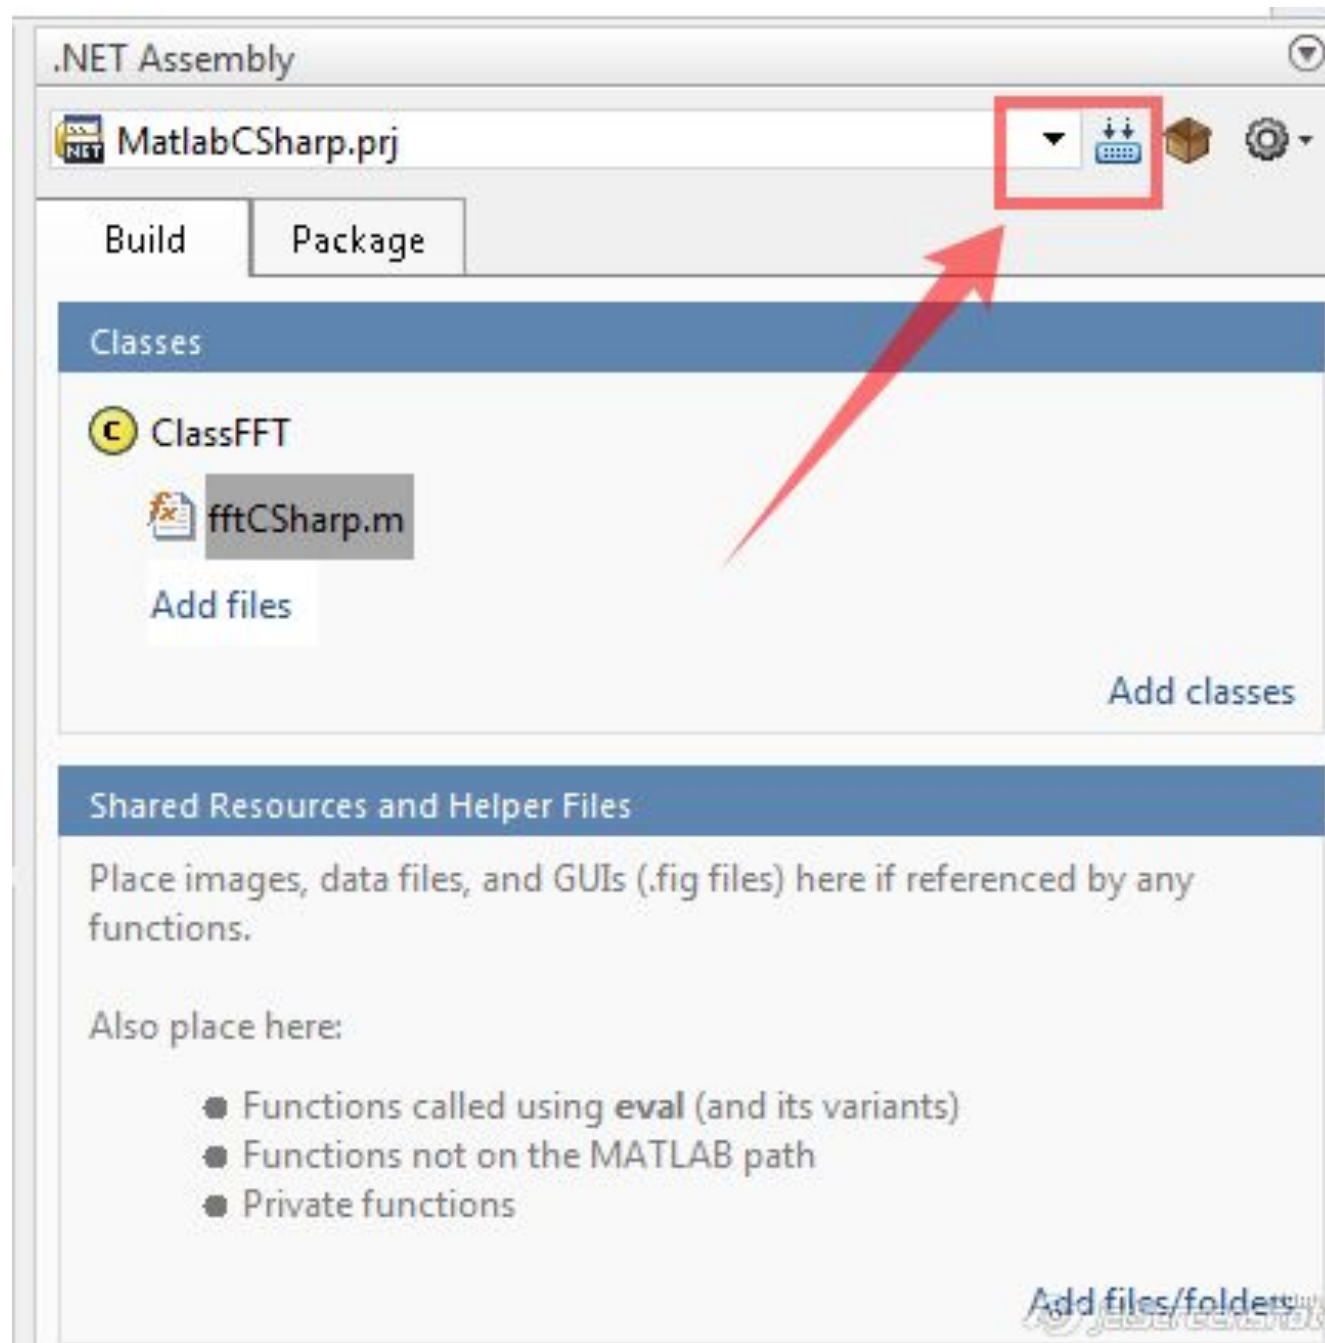 .NET Assembly
MatlabCSharp.prj
Build
Package
Classes
C ClassFFT
fftCSharp.m
Add files
Add classes
Shared Resources and Helper Files
Place images, data files, and GUIs (.fig files) here if referenced by any
functions.
Also place here:
Functions called using eval (and its variants)
Functions not on the MATLAB path
Private functions
Add files/folders